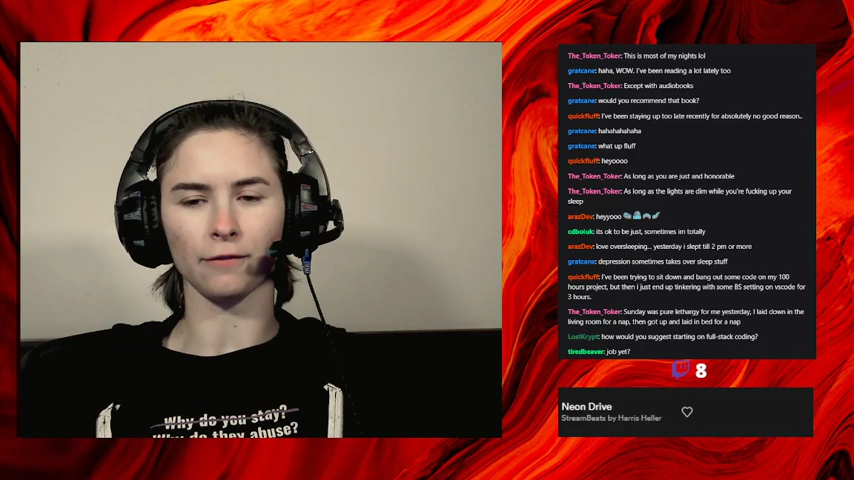 The_Token_Toker: This is most of my nights lol
gratcane: haha, WOW. I've been reading a lot lately too
The_Token_Toker: Except with audiobooks
gratcane: would you recommend that book?
quickfluff: I've been staying up too late recently for absolutely no good reason..
gratcane: hahahahahaha
gratcane: what up fluff
quickfluff: heyoooo
The_Token_Toker: As long as you are just and honorable
The_Token_Toker: As long as the lights are dim while you're fucking up your
sleep
arazDev: heyyooo
cdboiuk: its ok to be just, sometimes im totally
arazDev: love oversleeping... yesterday i slept till 2 pm or more
gratcane: depression sometimes takes over sleep stuff
quickfluff: I've been trying to sit down and bang out some code on my 100
hours project, but then i just end up tinkering with some BS setting on vscode for
3 hours.
The_Token_Toker: Sunday was pure lethargy for me yesterday, I laid down in the
living room for a nap, then got up and laid in bed for a nap
LostKrypt: how would you suggest starting on full-stack coding?
tiredbeaver: job yet?
8
Neon Drive
StreamBeats by Harris Heller
Why do you stay?
Why do they abuse?